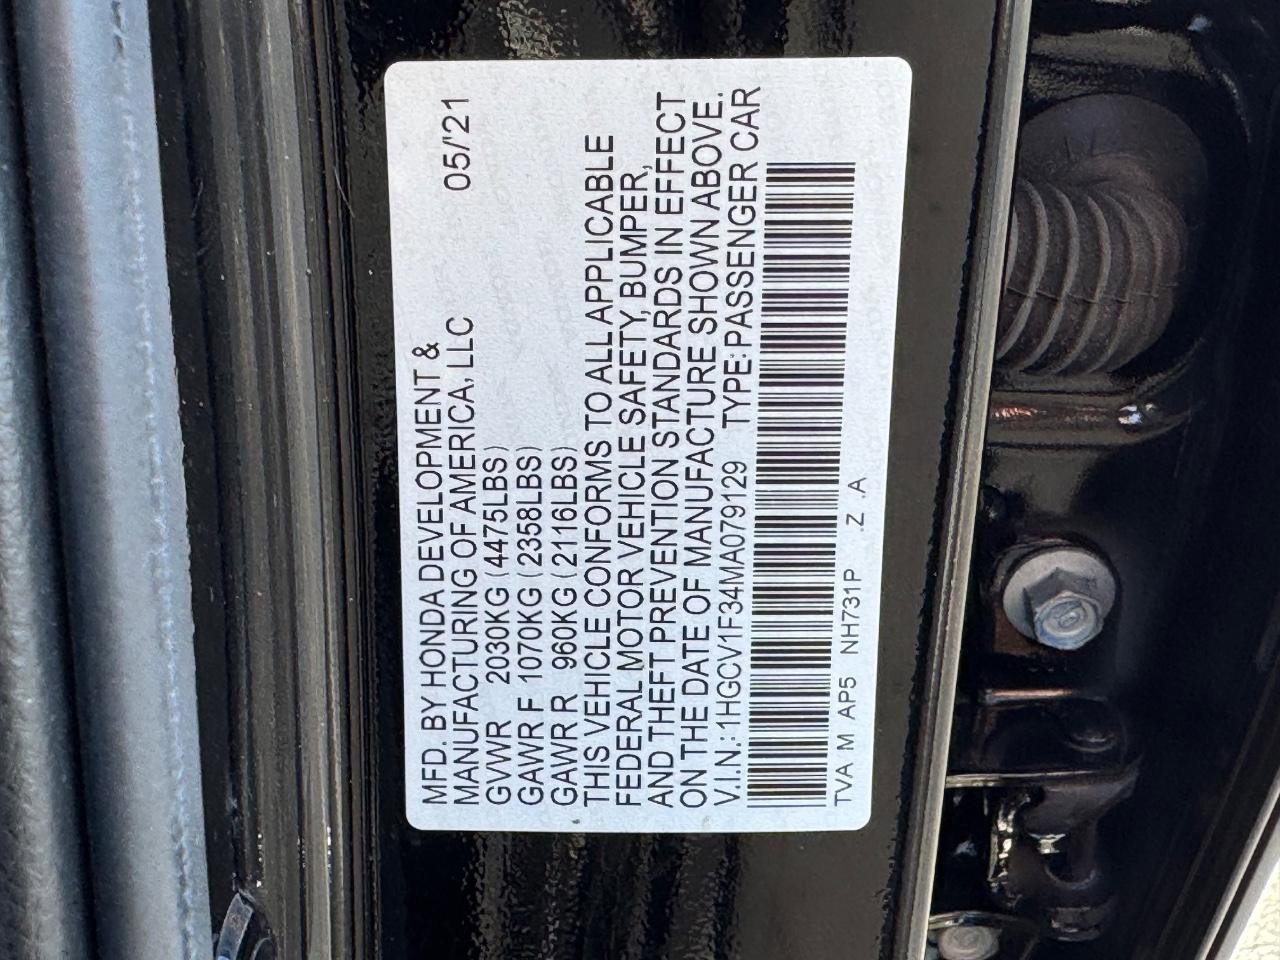 MFD. BY HONDA DEVELOPMENT &
MANUFACTURING OF AMERICA, LLC 05/'21
GVWR 2030KG (4475LBS)
GAWR F 1070KG (2358LBS)
GAWR R 960KG (2116LBS)
THIS VEHICLE CONFORMS TO ALL APPLICABLE
FEDERAL MOTOR VEHICLE SAFETY, BUMPER,
AND THEFT PREVENTION STANDARDS IN EFFECT
ON THE DATE OF MANUFACTURE SHOWN ABOVE.
V.I.N.: 1HGCV1F34MA079129 TYPE: PASSENGER CAR
TVA M AP5 NH731P .Z .A